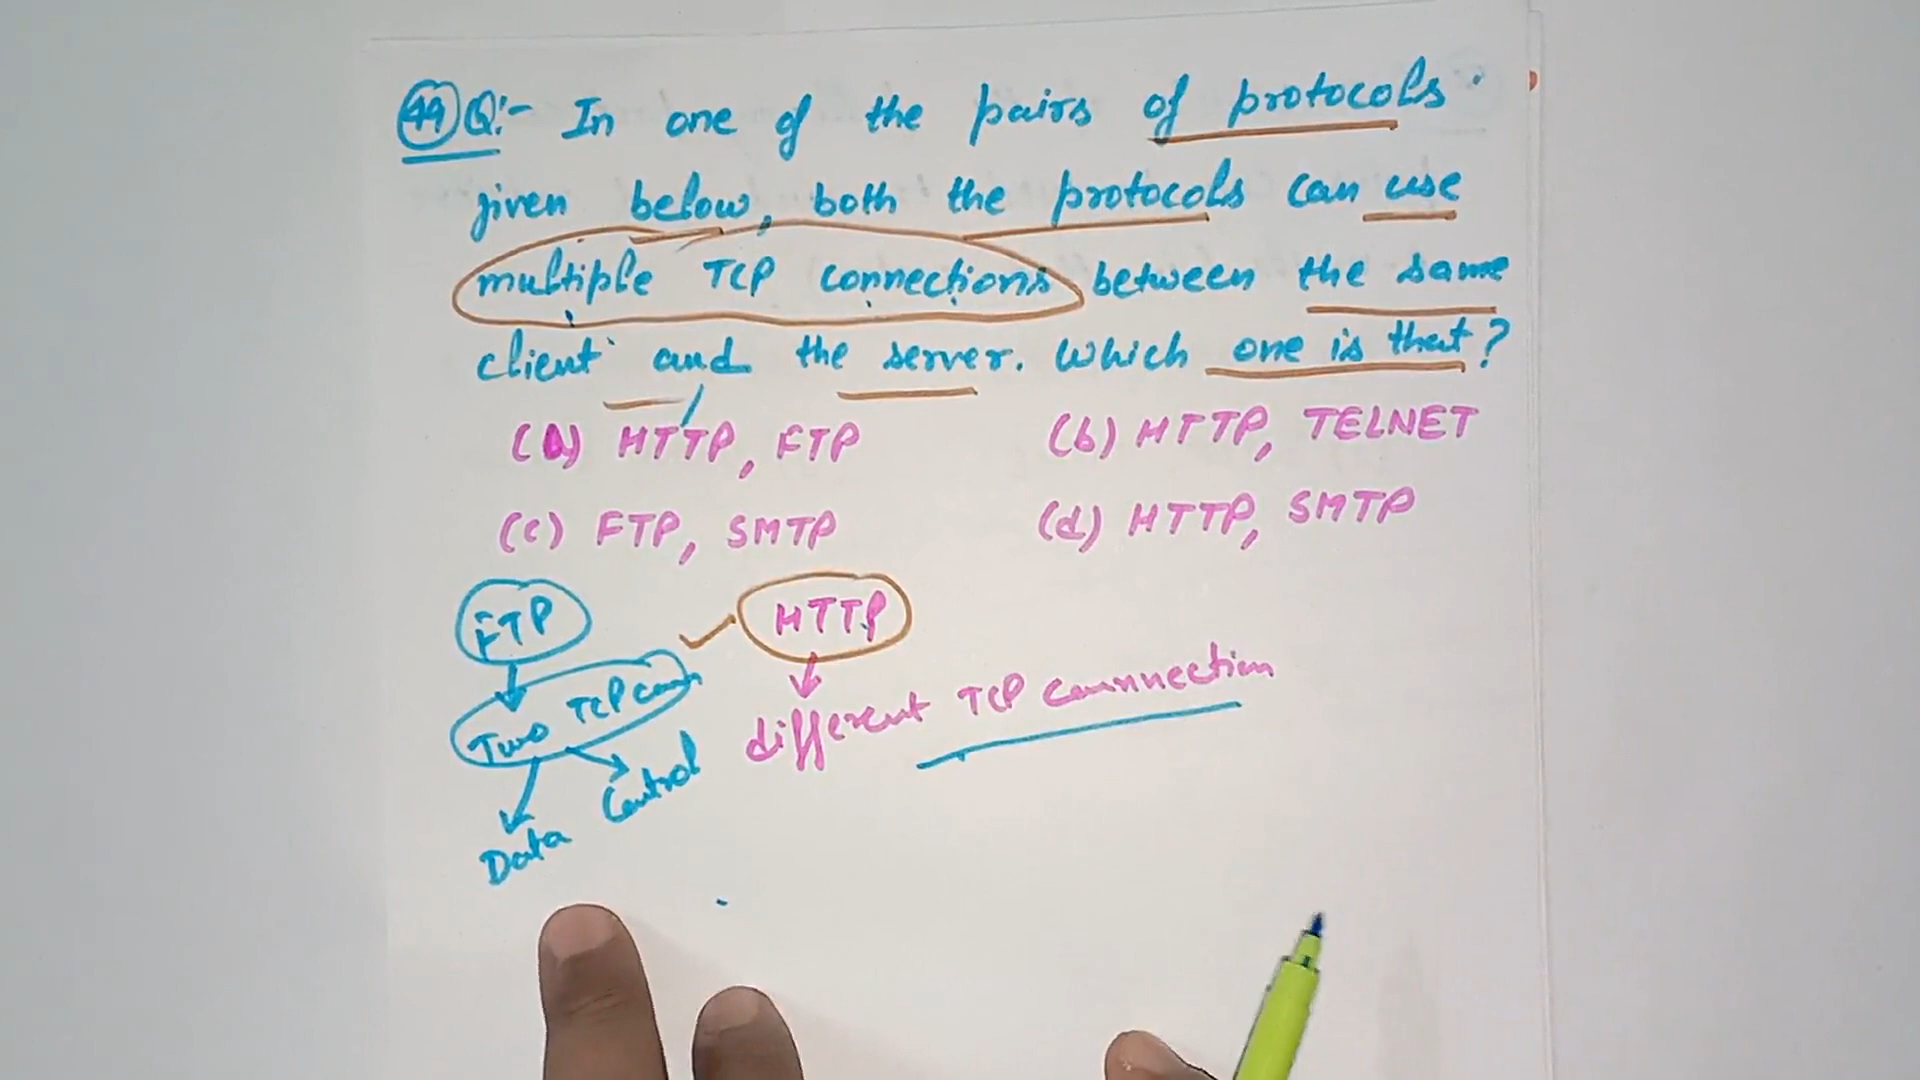 44 Q:- In one of the pairs of protocols
given below, both the protocols can use
multiple TCP connections between the same
client and the server. Which one is that?
(a) HTTP, FTP (b) HTTP, TELNET
(c) FTP, SMTP (d) HTTP, SMTP
FTP HTTP
Two TCP conn different TCP connnection
Data Control